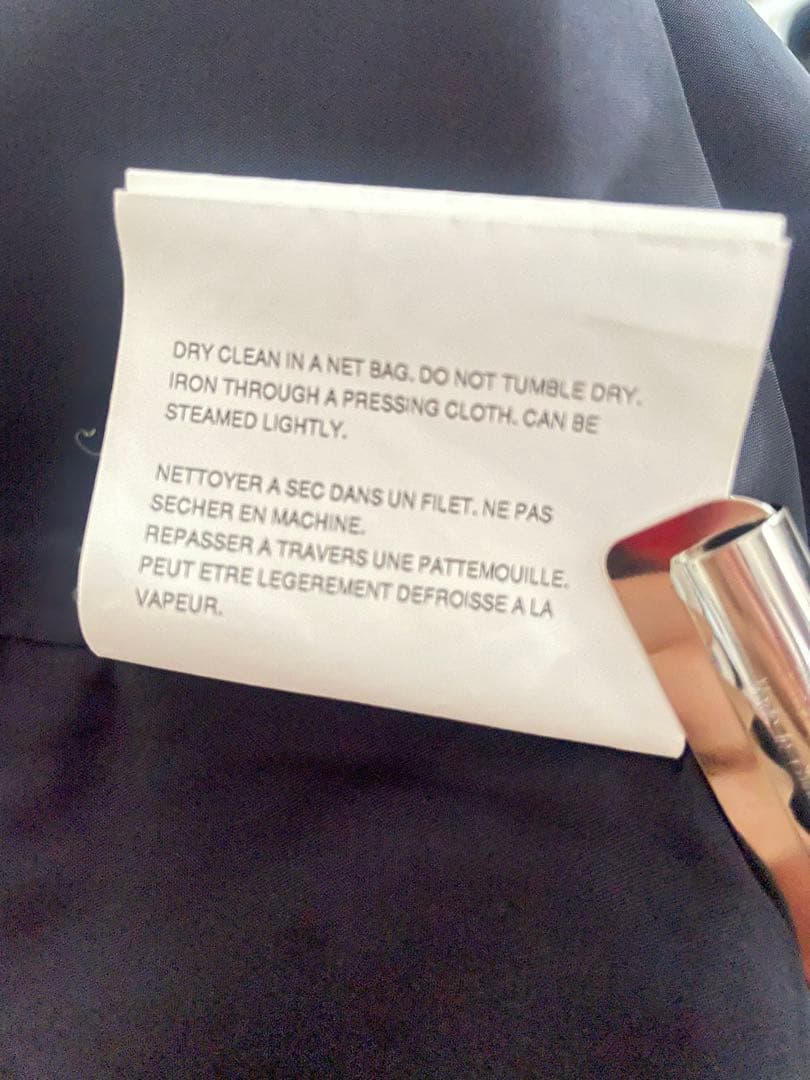 DRY CLEAN IN A NET BAG. DO NOT TUMBLE DRY.
IRON THROUGH A PRESSING CLOTH. CAN BE
STEAMED LIGHTLY.
NETTOYER A SEC DANS UN FILET. NE PAS
SECHER EN MACHINE.
REPASSER A TRAVERS UNE PATTEMOUILLE.
PEUT ETRE LEGEREMENT DEFROISSE A LA
VAPEUR.